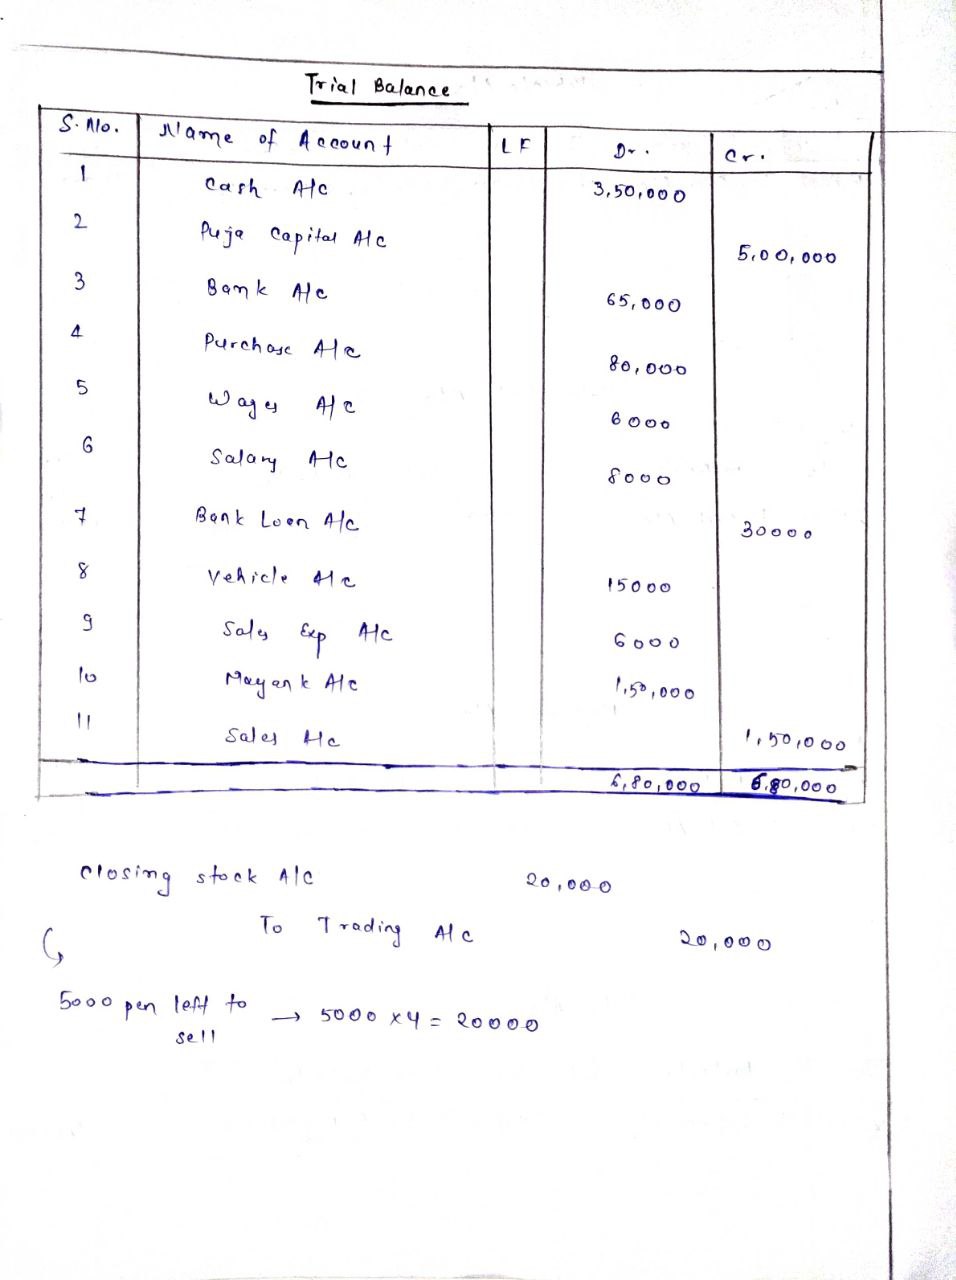 Trial Balance
S.No. Name of Account LF Dr. Cr.
1 Cash A/c 3,50,000
2 Puja Capital A/c 5,00,000
3 Bank A/c 65,000
4 Purchase A/c 80,000
5 Wages A/c 6000
6 Salary A/c 8000
7 Bank Loan A/c 30000
8 Vehicle A/c 15000
9 Sales Exp A/c 6000
10 Mayank A/c 1,50,000
11 Sales A/c 1,50,000
6,80,000 6,80,000
Closing stock A/c 20,000
To Trading A/c 20,000
5000 pen left to → 5000 x 4 = 20000
sell